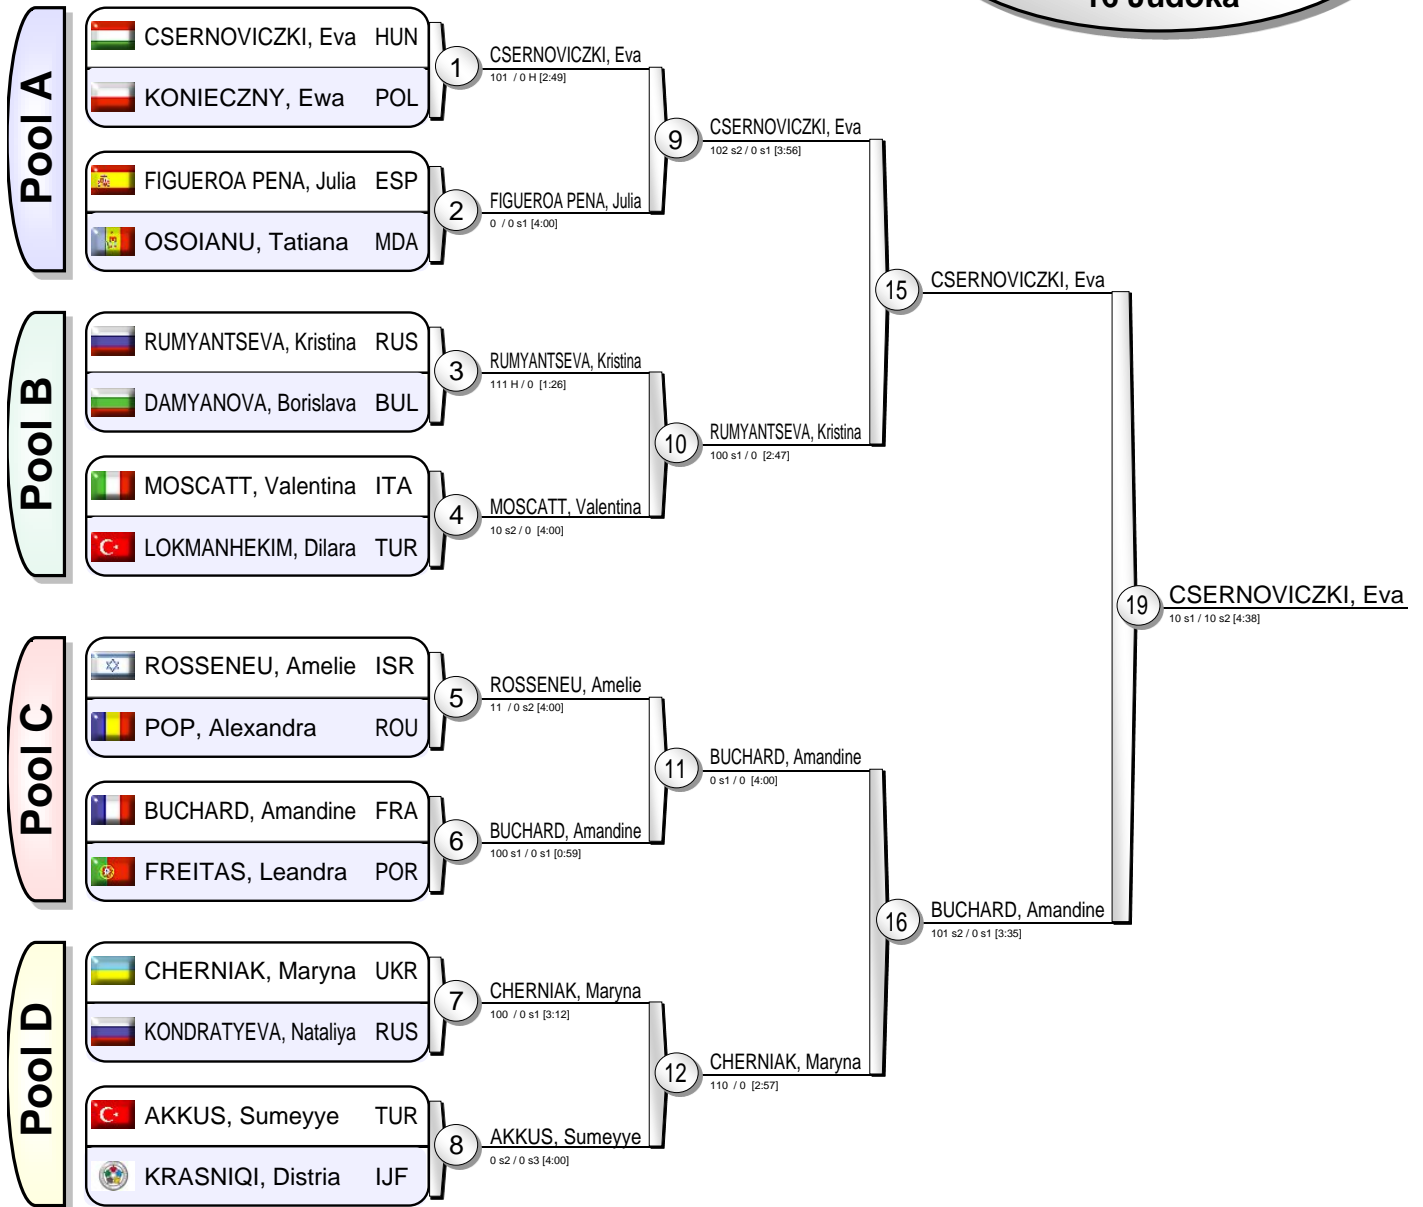 16 Judoka
Pool A
CSERNOVICZKI, Eva HUN
KONIECZNY, Ewa POL
FIGUEROA PENA, Julia ESP
OSOIANU, Tatiana MDA
1
CSERNOVICZKI, Eva
101 / 0 H [2:49]
2
FIGUEROA PENA, Julia
0 / 0 s1 [4:00]
9
CSERNOVICZKI, Eva
102 s2 / 0 s1 [3:56]
Pool B
RUMYANTSEVA, Kristina RUS
DAMYANOVA, Borislava BUL
MOSCATT, Valentina ITA
LOKMANHEKIM, Dilara TUR
3
RUMYANTSEVA, Kristina
111 H / 0 [1:26]
4
MOSCATT, Valentina
10 s2 / 0 [4:00]
10
RUMYANTSEVA, Kristina
100 s1 / 0 [2:47]
15
CSERNOVICZKI, Eva
Pool C
ROSSENEU, Amelie ISR
POP, Alexandra ROU
BUCHARD, Amandine FRA
FREITAS, Leandra POR
5
ROSSENEU, Amelie
11 / 0 s2 [4:00]
6
BUCHARD, Amandine
100 s1 / 0 s1 [0:59]
11
BUCHARD, Amandine
0 s1 / 0 [4:00]
Pool D
CHERNIAK, Maryna UKR
KONDRATYEVA, Nataliya RUS
AKKUS, Sumeyye TUR
KRASNIQI, Distria IJF
7
CHERNIAK, Maryna
100 / 0 s1 [3:12]
8
AKKUS, Sumeyye
0 s2 / 0 s3 [4:00]
12
CHERNIAK, Maryna
110 / 0 [2:57]
16
BUCHARD, Amandine
101 s2 / 0 s1 [3:35]
19
CSERNOVICZKI, Eva
10 s1 / 10 s2 [4:38]